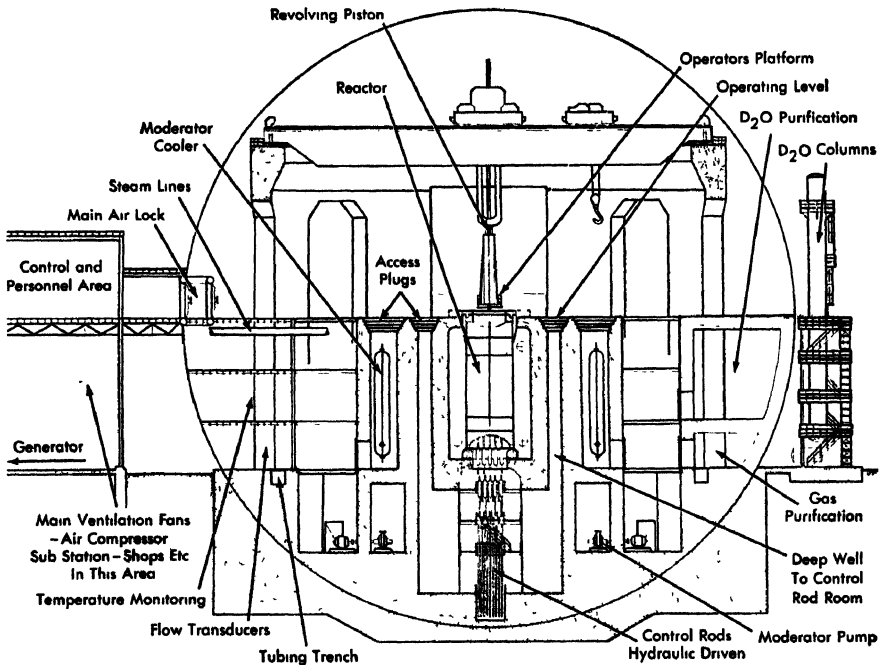 Revolving Piston
Operators Platform
Reactor
Operating Level
D2O Purification
Moderator
Cooler
D2O Columns
Steam Lines
Main Air Lock
Control and
Personnel Area
Access
Plugs
Generator
Main Ventilation Fans
-Air Compressor
Sub Station-Shops Etc
In This Area
Temperature Monitoring
Flow Transducers
Tubing Trench
Gas
Purification
Deep Well
To Control
Rod Room
Control Rods
Hydraulic Driven
Moderator Pump